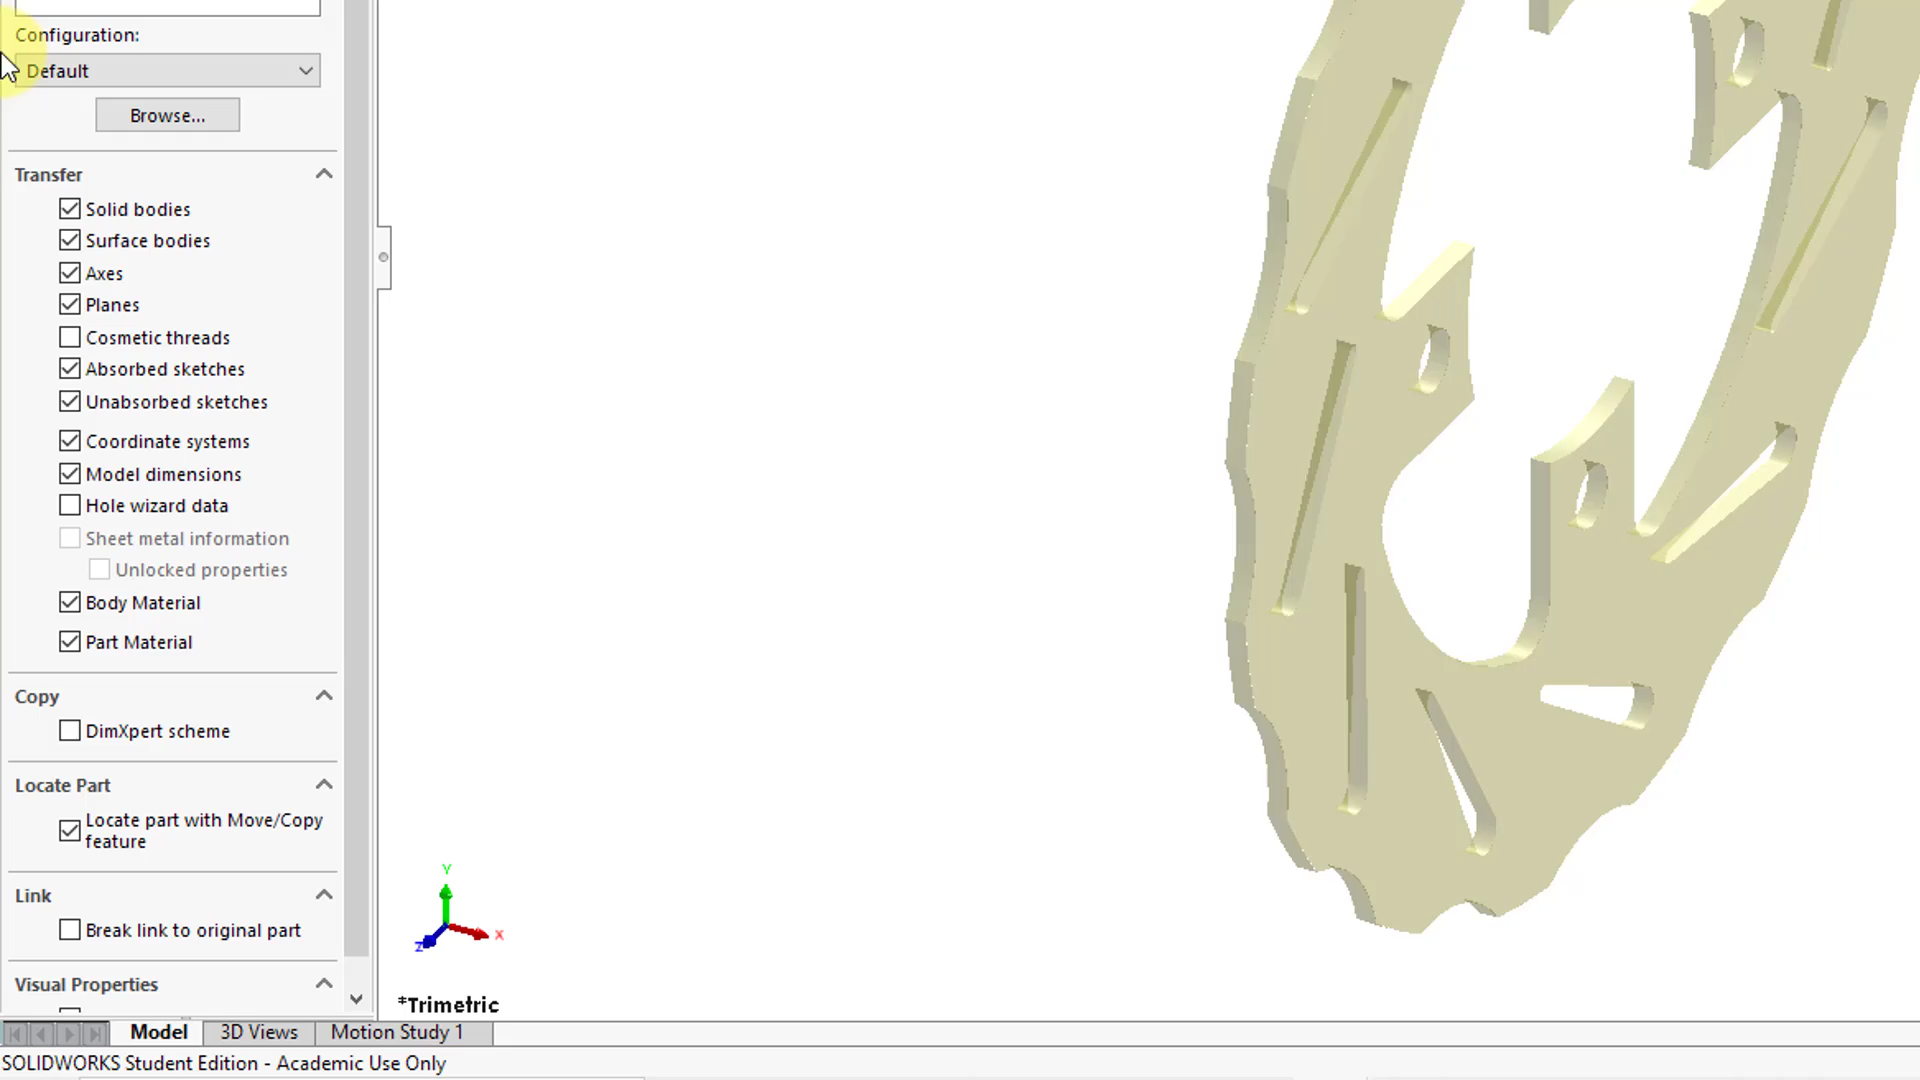 Configuration:
Default
Browse...
Transfer
Solid bodies
Surface bodies
Axes
Planes
Cosmetic threads
Absorbed sketches
Unabsorbed sketches
Coordinate systems
Model dimensions
Hole wizard data
Sheet metal information
Unlocked properties
Body Material
Part Material
Copy
DimXpert scheme
Locate Part
Locate part with Move/Copy
feature
Link
Break link to original part
Visual Properties
Y
X
Z
*Trimetric
Model
3D Views
Motion Study 1
SOLIDWORKS Student Edition - Academic Use Only